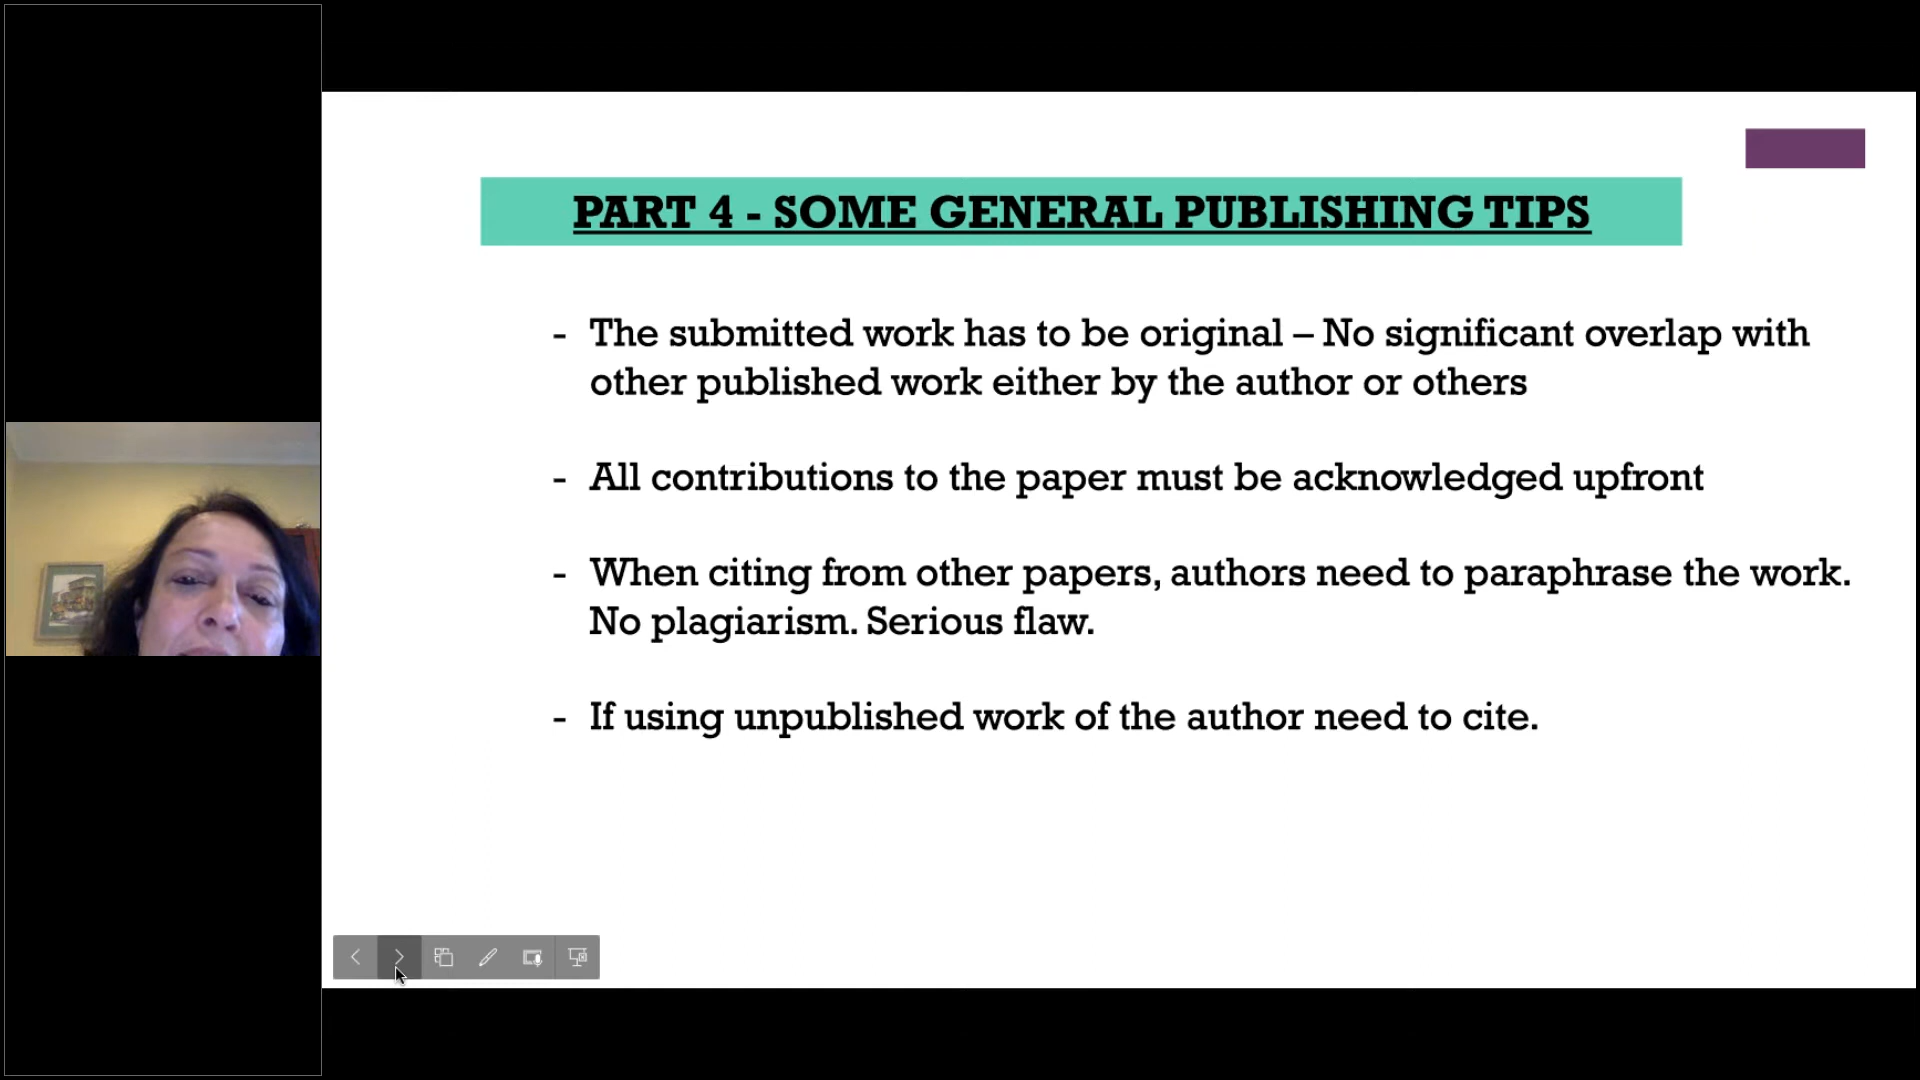 PART 4 - SOME GENERAL PUBLISHING TIPS
- The submitted work has to be original – No significant overlap with
other published work either by the author or others
- All contributions to the paper must be acknowledged upfront
- When citing from other papers, authors need to paraphrase the work.
No plagiarism. Serious flaw.
- If using unpublished work of the author need to cite.